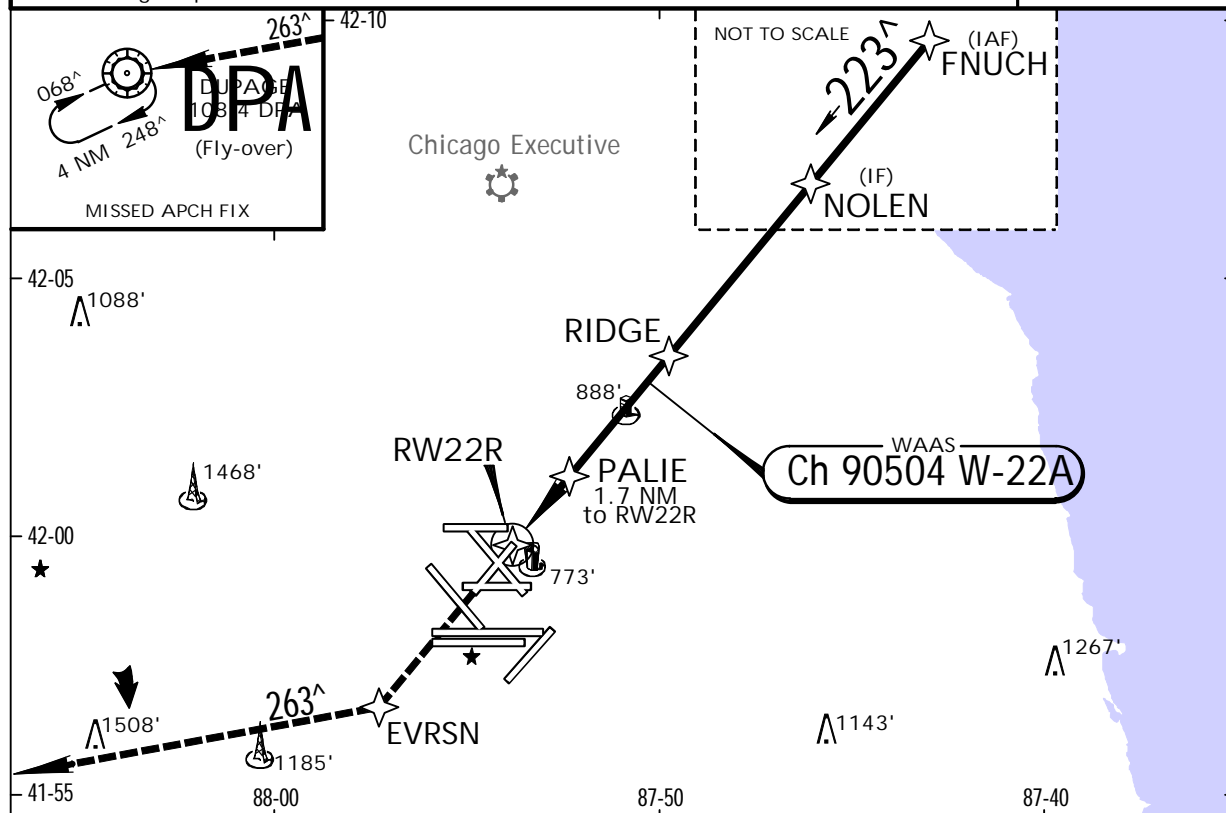 42-10
263^
DPA
DUPAGE
108.4 DPA
(Fly-over)
068^
248^
4 NM
MISSED APCH FIX
NOT TO SCALE
223^
(IAF)
FNUCH
(IF)
NOLEN
Chicago Executive
42-05
1088'
RIDGE
888'
RW22R
PALIE
1.7 NM
to RW22R
WAAS
Ch 90504 W-22A
1468'
42-00
773'
1267'
263^
EVRSN
1508'
1185'
1143'
41-55
88-00
87-50
87-40